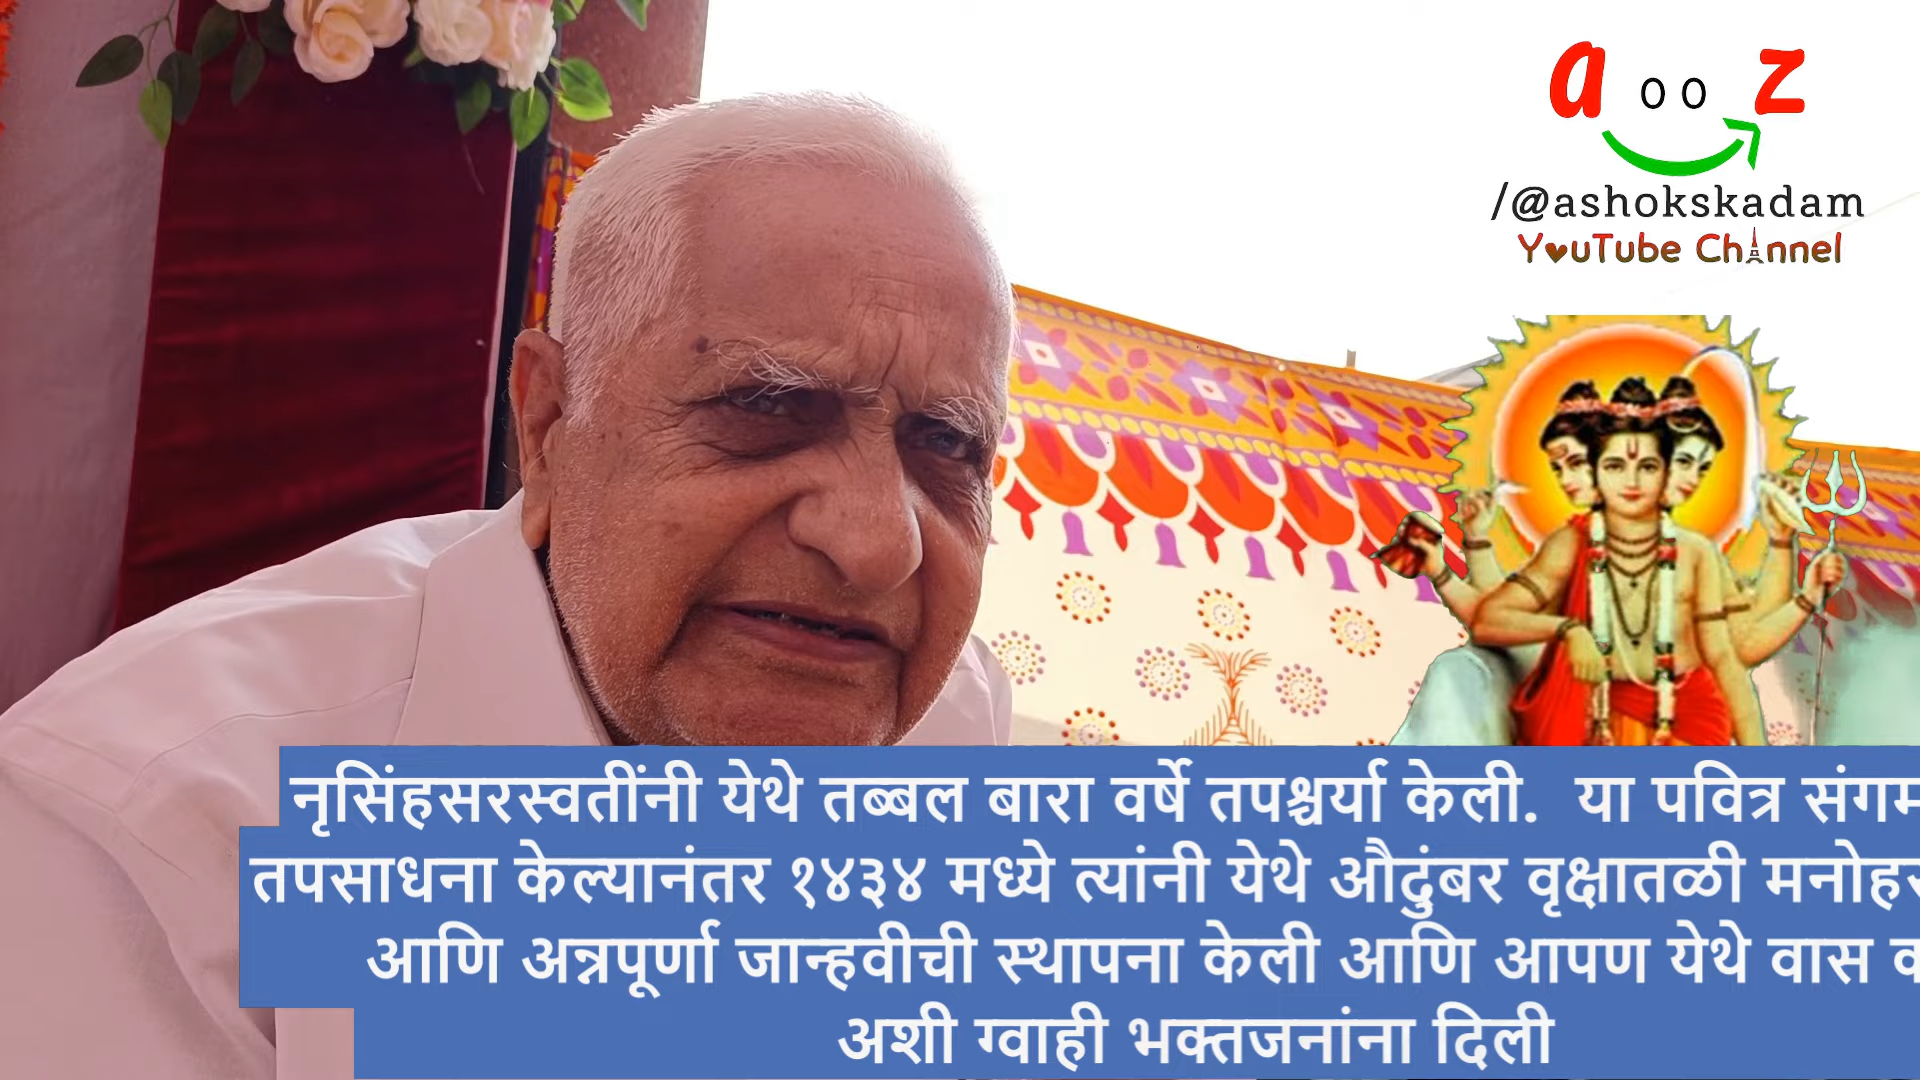 a oo z
/@ashokskadam
YouTube Channel
नृसिंहसरस्वतींनी येथे तब्बल बारा वर्षे तपश्चर्या केली. या पवित्र संगम
तपसाधना केल्यानंतर १४३४ मध्ये त्यांनी येथे औदुंबर वृक्षातळी
आणि अन्नपूर्णा जान्हवीची स्थापना केली आणि आपण येथे वास
अशी ग्वाही भक्तजनांना दिली